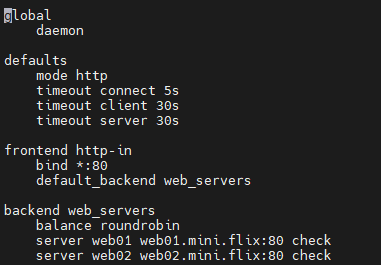 global
    daemon

defaults
    mode http
    timeout connect 5s
    timeout client 30s
    timeout server 30s

frontend http-in
    bind *:80
    default_backend web_servers

backend web_servers
    balance roundrobin
    server web01 web01.mini.flix:80 check
    server web02 web02.mini.flix:80 check